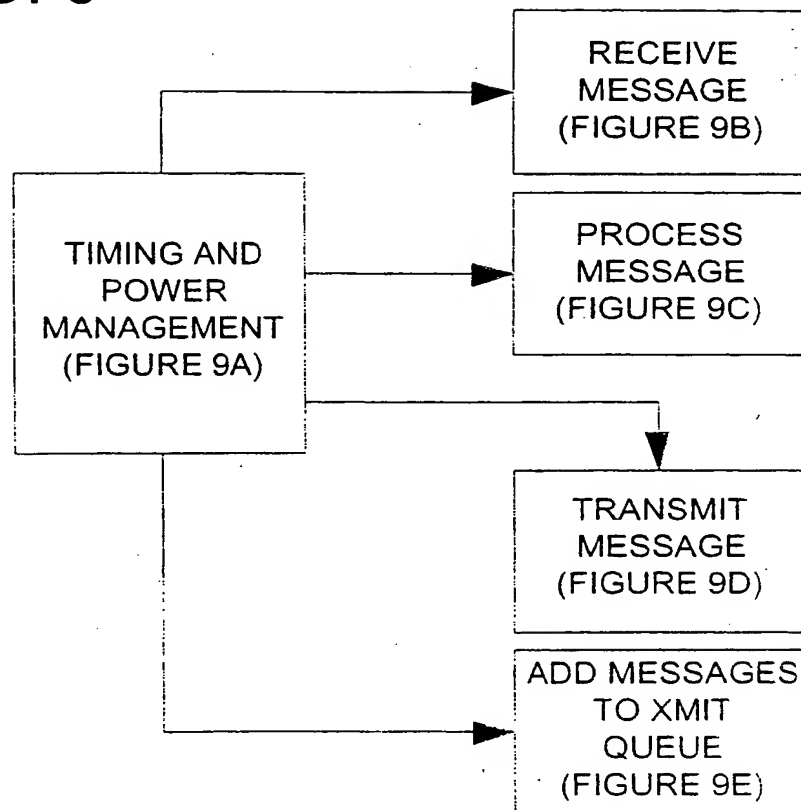 TIMING AND
POWER
MANAGEMENT
(FIGURE 9A)
RECEIVE
MESSAGE
(FIGURE 9B)
PROCESS
MESSAGE
(FIGURE 9C)
TRANSMIT
MESSAGE
(FIGURE 9D)
ADD MESSAGES
TO XMIT
QUEUE
(FIGURE 9E)